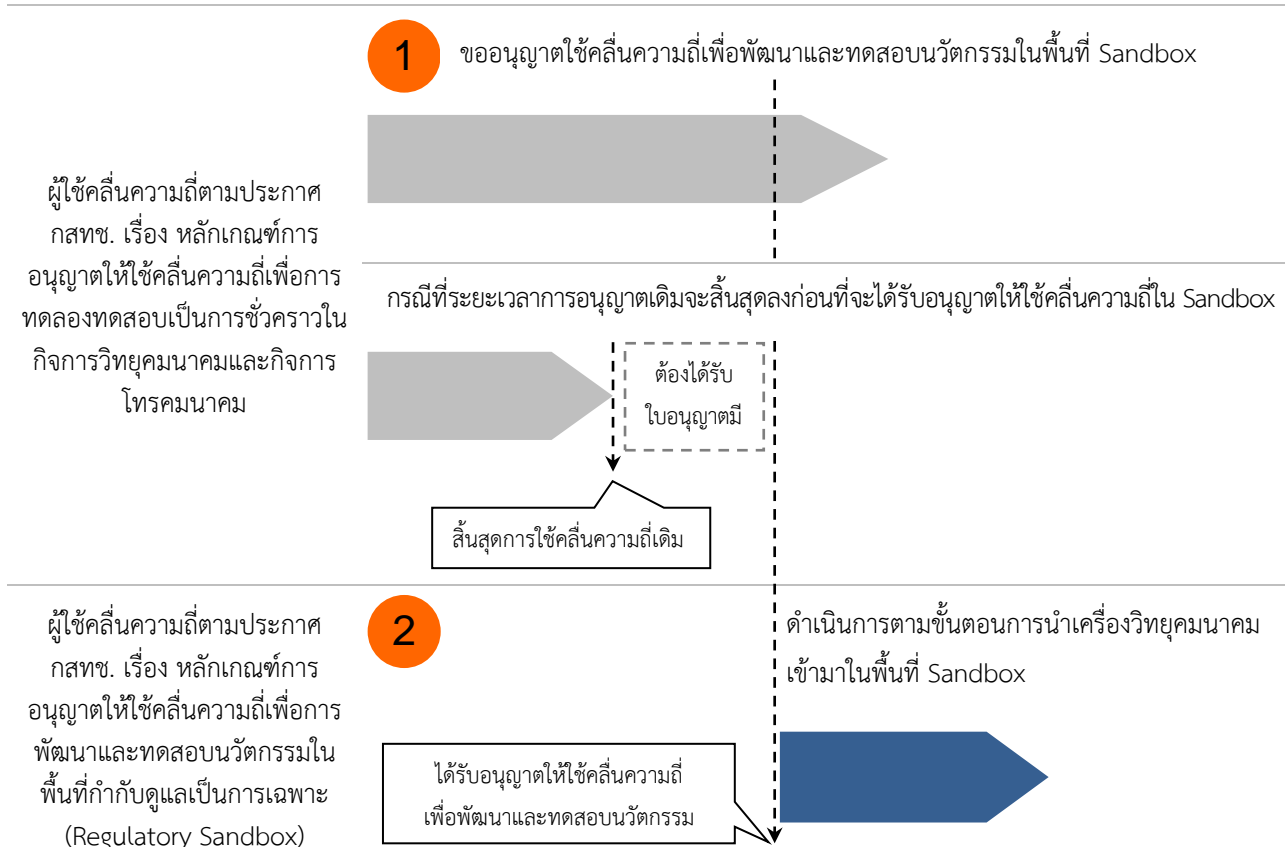 1
ขออนุญาตใช้คลื่นความถี่เพื่อพัฒนาและทดสอบนวัตกรรมในพื้นที่ Sandbox
ผู้ใช้คลื่นความถี่ตามประกาศ
กสทช. เรื่อง หลักเกณฑ์การ
อนุญาตให้ใช้คลื่นความถี่เพื่อการ
ทดลองทดสอบเป็นการชั่วคราวใน
กิจการวิทยุคมนาคมและกิจการ
โทรคมนาคม
กรณีที่ระยะเวลาการอนุญาตเดิมจะสิ้นสุดลงก่อนที่จะได้รับอนุญาตให้ใช้คลื่นความถี่ใน Sandbox
ต้องได้รับ
ใบอนุญาตมี
สิ้นสุดการใช้คลื่นความถี่เดิม
ผู้ใช้คลื่นความถี่ตามประกาศ
กสทช. เรื่อง หลักเกณฑ์การ
อนุญาตให้ใช้คลื่นความถี่เพื่อการ
พัฒนาและทดสอบนวัตกรรมใน
พื้นที่กำกับดูแลเป็นการเฉพาะ
(Regulatory Sandbox)
2
ดำเนินการตามขั้นตอนการนำเครื่องวิทยุคมนาคม
เข้ามาในพื้นที่ Sandbox
ได้รับอนุญาตให้ใช้คลื่นความถี่
เพื่อพัฒนาและทดสอบนวัตกรรม